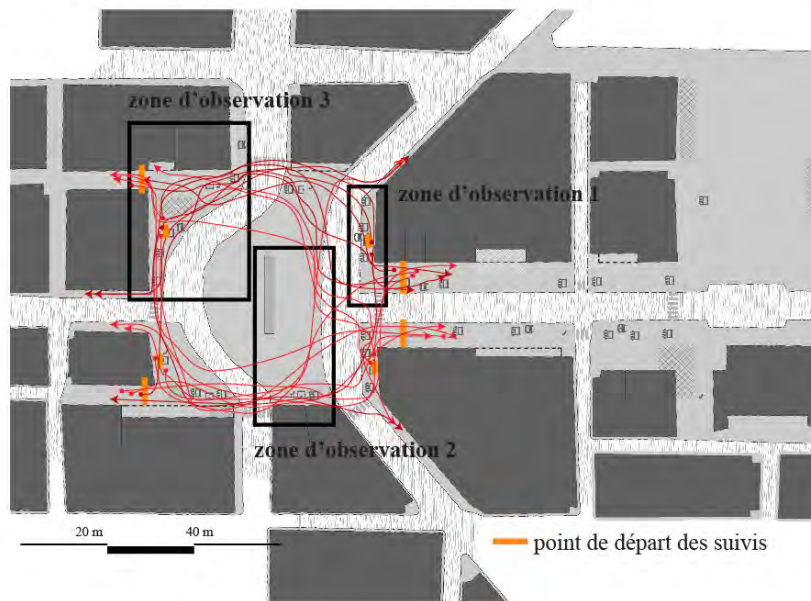 zone d’observation 3
zone d’observation 1
zone d’observation 2
20 m
40 m
point de départ des suivis